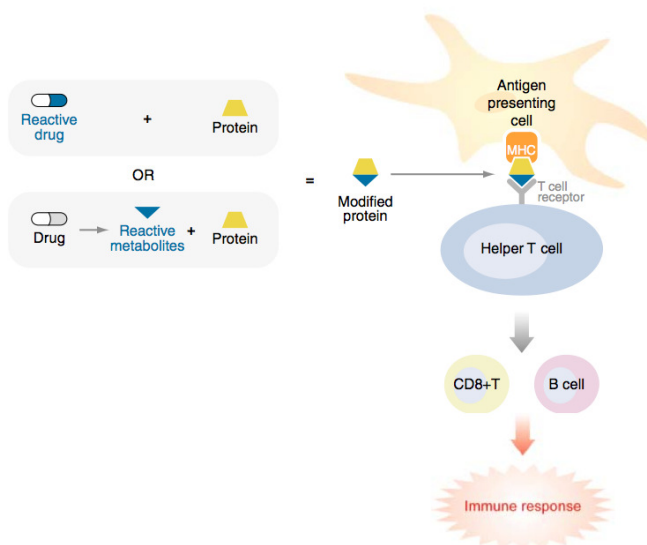 Reactive
drug
+
Protein
OR
Drug
Reactive
metabolites
+
Protein
=
Modified
protein
Antigen
presenting
cell
MHC
T cell
receptor
Helper T cell
CD8+T
B cell
Immune response